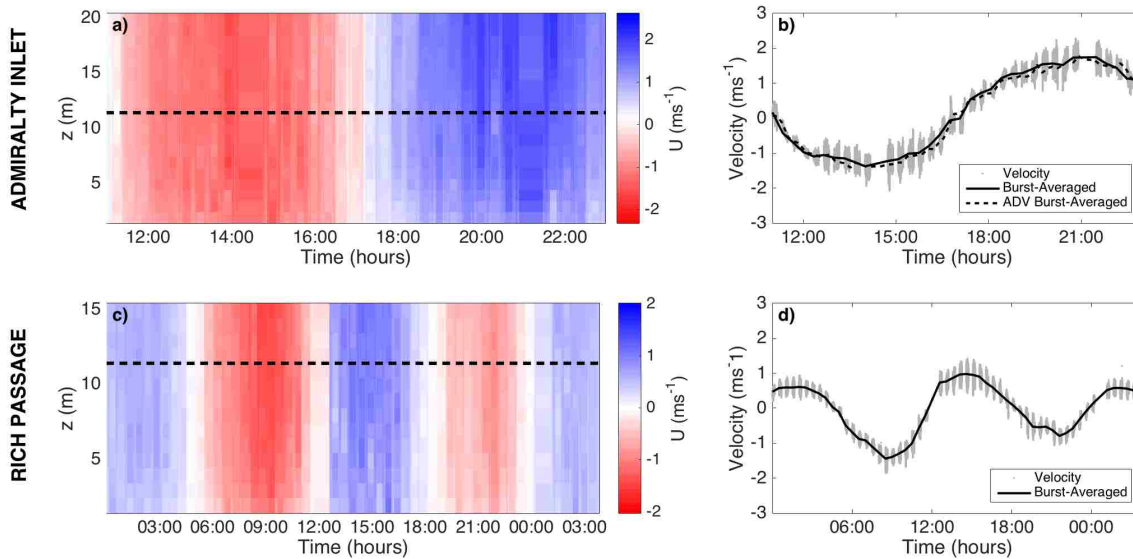 ADMIRALTY INLET
a)
20
15
10
5
z (m)
12:00 14:00 16:00 18:00 20:00 22:00
Time (hours)
2
1
0
-1
-2
U (ms-1)
b)
3
2
1
0
-1
-2
-3
Velocity (ms-1)
Velocity
Burst-Averaged
ADV Burst-Averaged
12:00 15:00 18:00 21:00
Time (hours)
RICH PASSAGE
c)
15
10
5
z (m)
03:00 06:00 09:00 12:00 15:00 18:00 21:00 00:00 03:00
Time (hours)
2
1
0
-1
-2
U (ms-1)
d)
3
2
1
0
-1
-2
-3
Velocity (ms-1)
Velocity
Burst-Averaged
06:00 12:00 18:00 00:00
Time (hours)